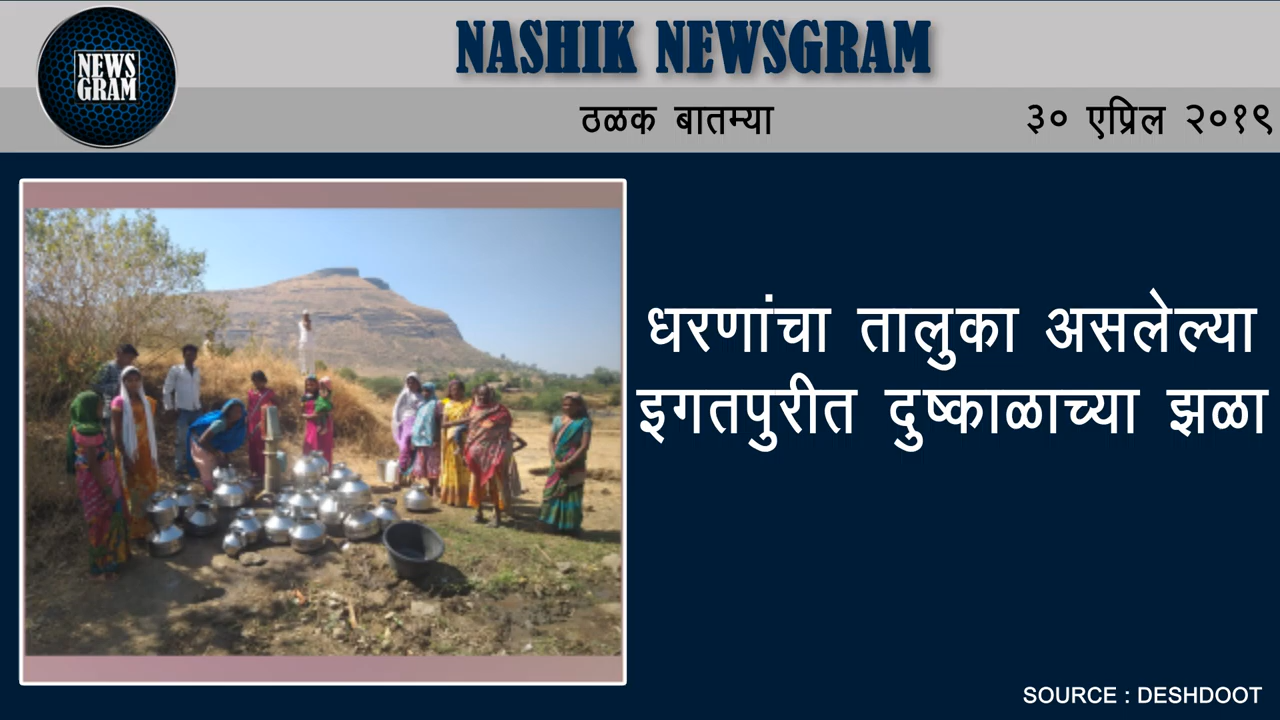 NEWS
GRAM
NASHIK NEWSGRAM
ठळक बातम्या
३० एप्रिल २०१९
धरणांचा तालुका असलेल्या
इगतपुरीत दुष्काळाच्या झळा
SOURCE : DESHDOOT